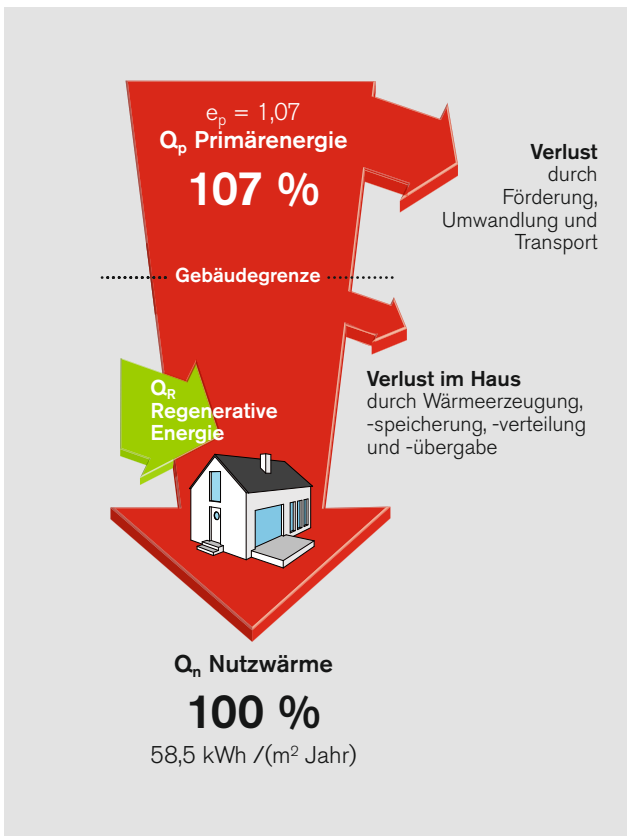 eₚ = 1,07
Qₚ Primärenergie
107 %
Verlust
durch
Förderung,
Umwandlung und
Transport
Gebäudegrenze
Verlust im Haus
durch Wärmeerzeugung,
-speicherung, -verteilung
und -übergabe
Q_R
Regenerative
Energie
Qₙ Nutzwärme
100 %
58,5 kWh /(m² Jahr)